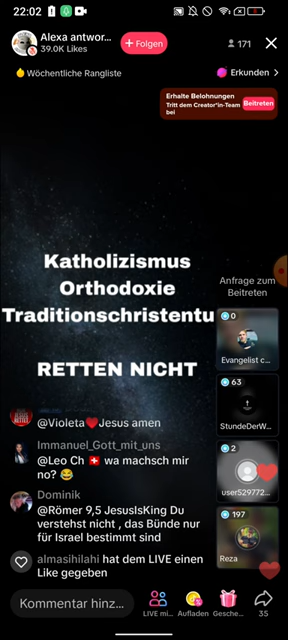 22:02
Alexa antwor...
39.0K Likes
+ Folgen
171
Wöchentliche Rangliste
Erkunden
Erhalte Belohnungen
Tritt dem Creator*in-Team
bei
Beitreten
Katholizismus
Orthodoxie
Traditionschristentu
RETTEN NICHT
Anfrage zum
Beitreten
0
Evangelist c...
63
StundeDerW...
2
user529772...
197
Reza
@Violeta❤️Jesus amen
Immanuel_Gott_mit_uns
@Leo Ch 🇨🇭 wa machsch mir
no? 😂
Dominik
@Römer 9,5 JesusIsKing Du
verstehst nicht , das Bünde nur
für Israel bestimmt sind
almasihilahi hat dem LIVE einen
Like gegeben
Kommentar hinz...
LIVE mi...
Aufladen
Gesche...
35